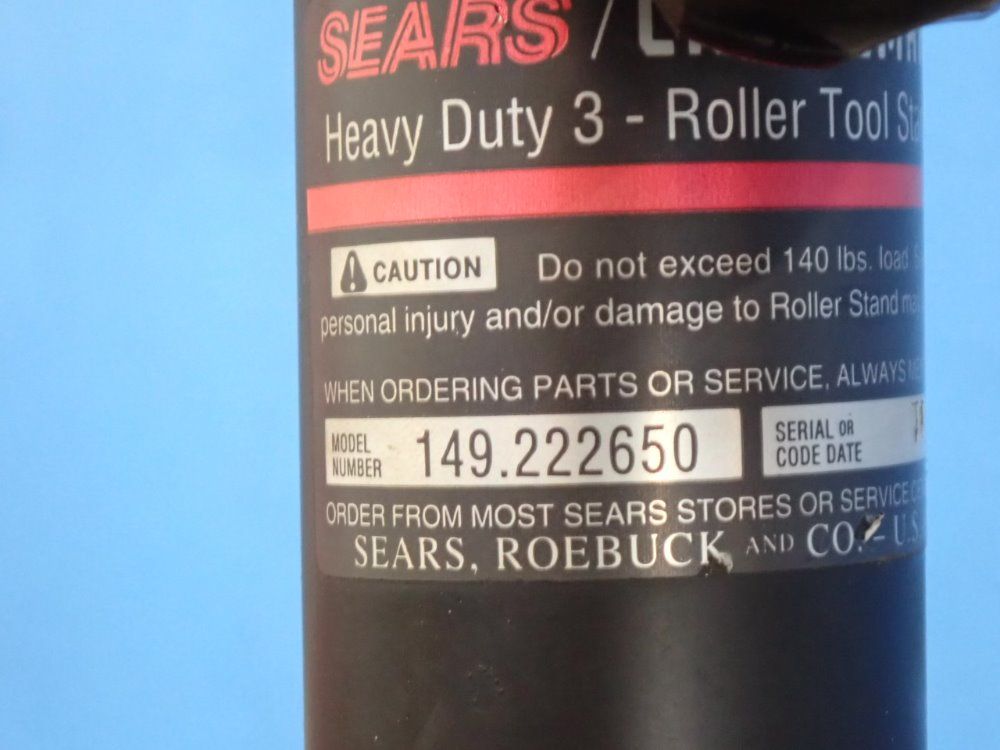 SEARS /
Heavy Duty 3 - Roller Tool
CAUTION Do not exceed 140 lbs. load
personal injury and/or damage to Roller Stand
WHEN ORDERING PARTS OR SERVICE, ALWAYS
MODEL NUMBER 149.222650 SERIAL OR CODE DATE
ORDER FROM MOST SEARS STORES OR SERVICE
SEARS, ROEBUCK AND CO. – U.S.